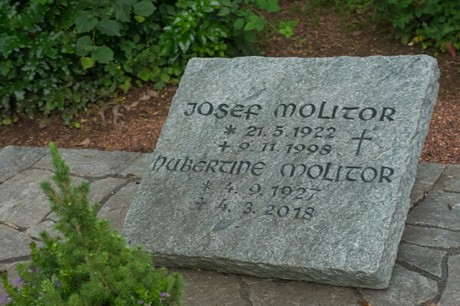 JOSEF MOLITOR
* 21.5.1922
+ 9.11.1998
HUBERTINE MOLITOR
* 4.9.1927
+ 4.3.2018